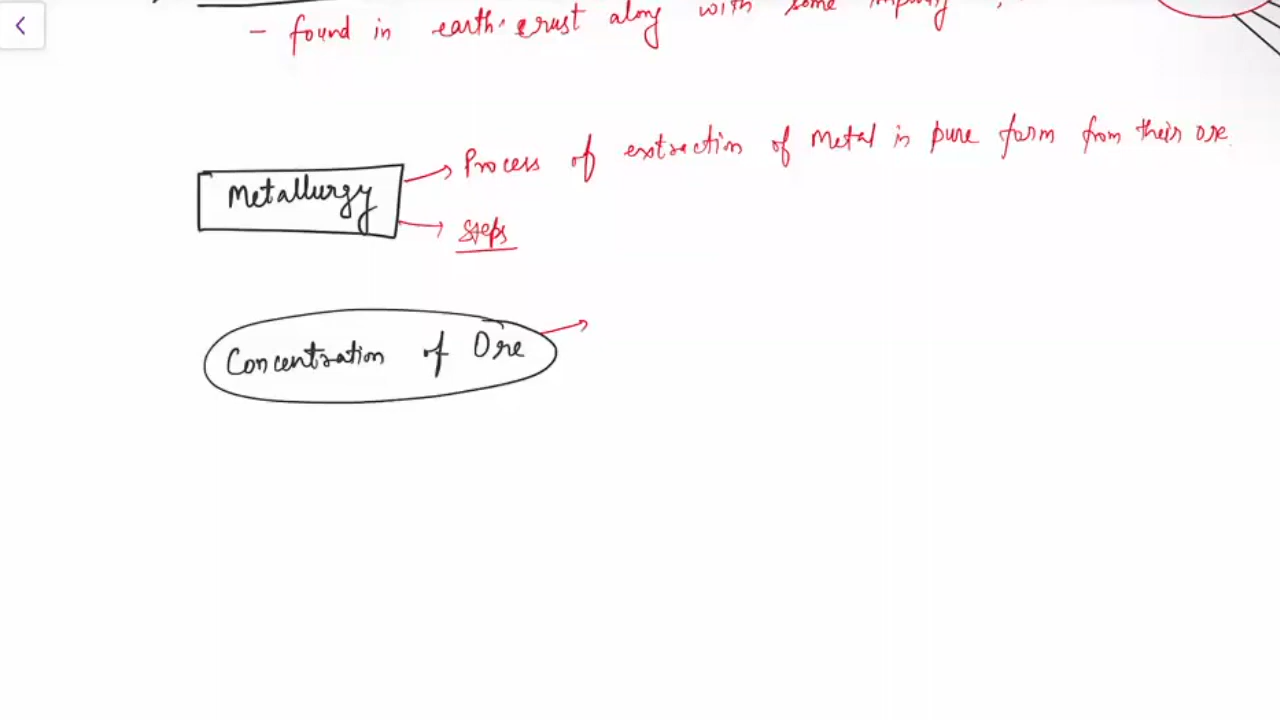 - found in earth crust along with some impurity
Metallurgy
Process of extraction of Metal in pure form from their ore.
steps
Concentration of Ore